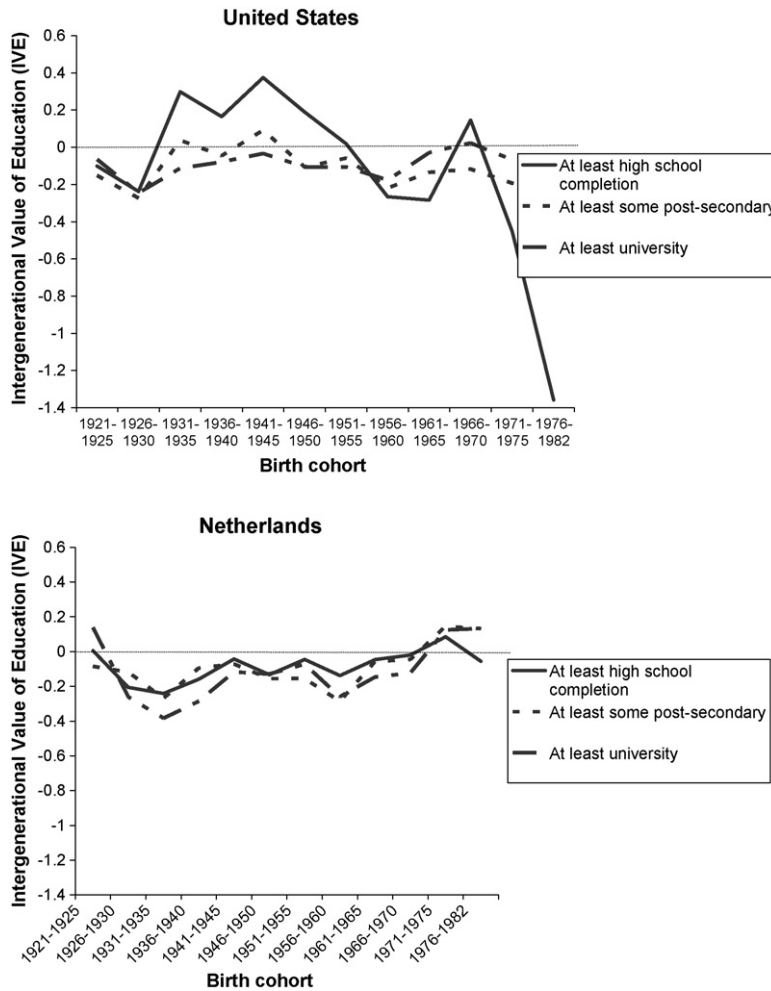 United States
Intergenerational Value of Education (IVE)
0.6
0.4
0.2
0
-0.2
-0.4
-0.6
-0.8
-1
-1.2
-1.4
1921- 1926- 1931- 1936- 1941- 1946- 1951- 1956- 1961- 1966- 1971- 1976-
1925 1930 1935 1940 1945 1950 1955 1960 1965 1970 1975 1982
Birth cohort
At least high school
completion
At least some post-secondary
At least university
Netherlands
Intergenerational Value of Education (IVE)
0.6
0.4
0.2
0
-0.2
-0.4
-0.6
-0.8
-1
-1.2
-1.4
1921-1925
1926-1930
1931-1935
1936-1940
1941-1945
1946-1950
1951-1955
1956-1960
1961-1965
1966-1970
1971-1975
1976-1982
Birth cohort
At least high school
completion
At least some post-secondary
At least university